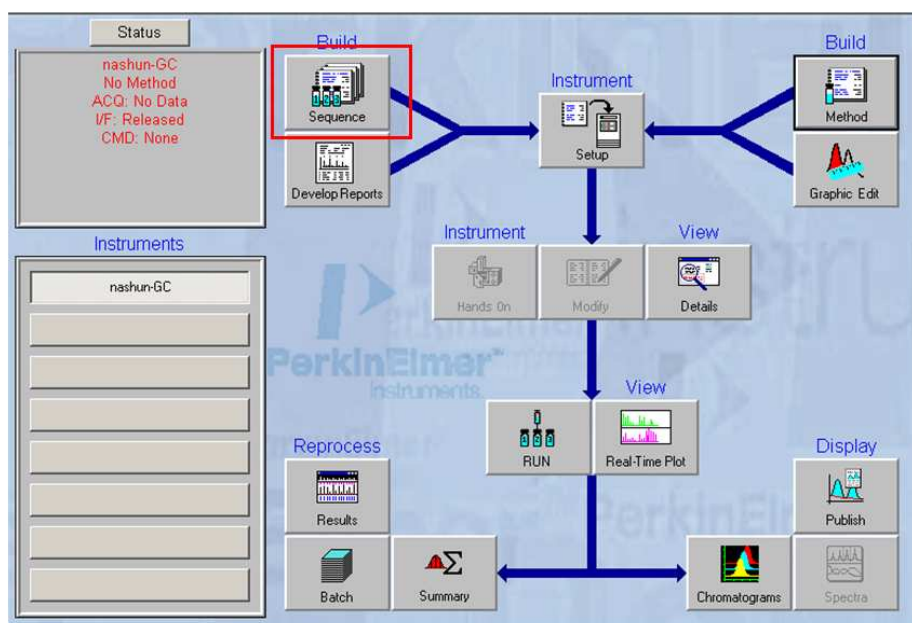 Status
nashun-GC
No Method
ACQ: No Data
I/F: Released
CMD: None
Instruments
nashun-GC
Build
Sequence
Develop Reports
Instrument
Setup
Build
Method
Graphic Edit
Instrument
Hands On
Modify
View
Details
PerkinElmer™
instruments.
RUN
View
Real-Time Plot
Reprocess
Results
Batch
Summary
Display
Publish
Chromatograms
Spectra